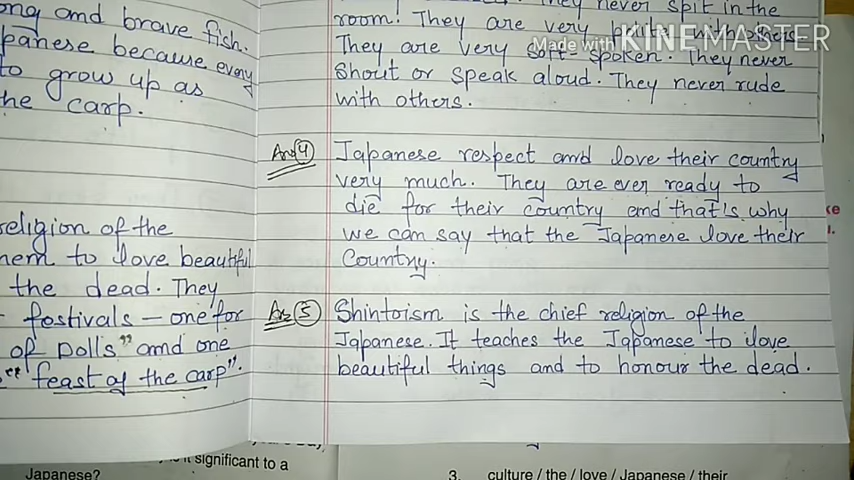 ong and brave fish.
panese because every
to grow up as
he carp.
religion of the
hem to love beautiful
the dead. They
festivals — one for
of Dolls" and one
"feast of the carp".
They never spit in the
room! They are very polite with others
They are very soft spoken. They never
Shout or speak aloud. They never rude
with others.
Ans 4 Japanese respect and love their country
very much. They are ever ready to
die for their country and that's why
we can say that the Japanese love their
Country.
Ans 5 Shintoism is the chief religion of the
Japanese. It teaches the Japanese to love
beautiful things and to honour the dead.
Made with KINEMASTER
significant to a
Japanese?
3. culture / the / love / Japanese / their